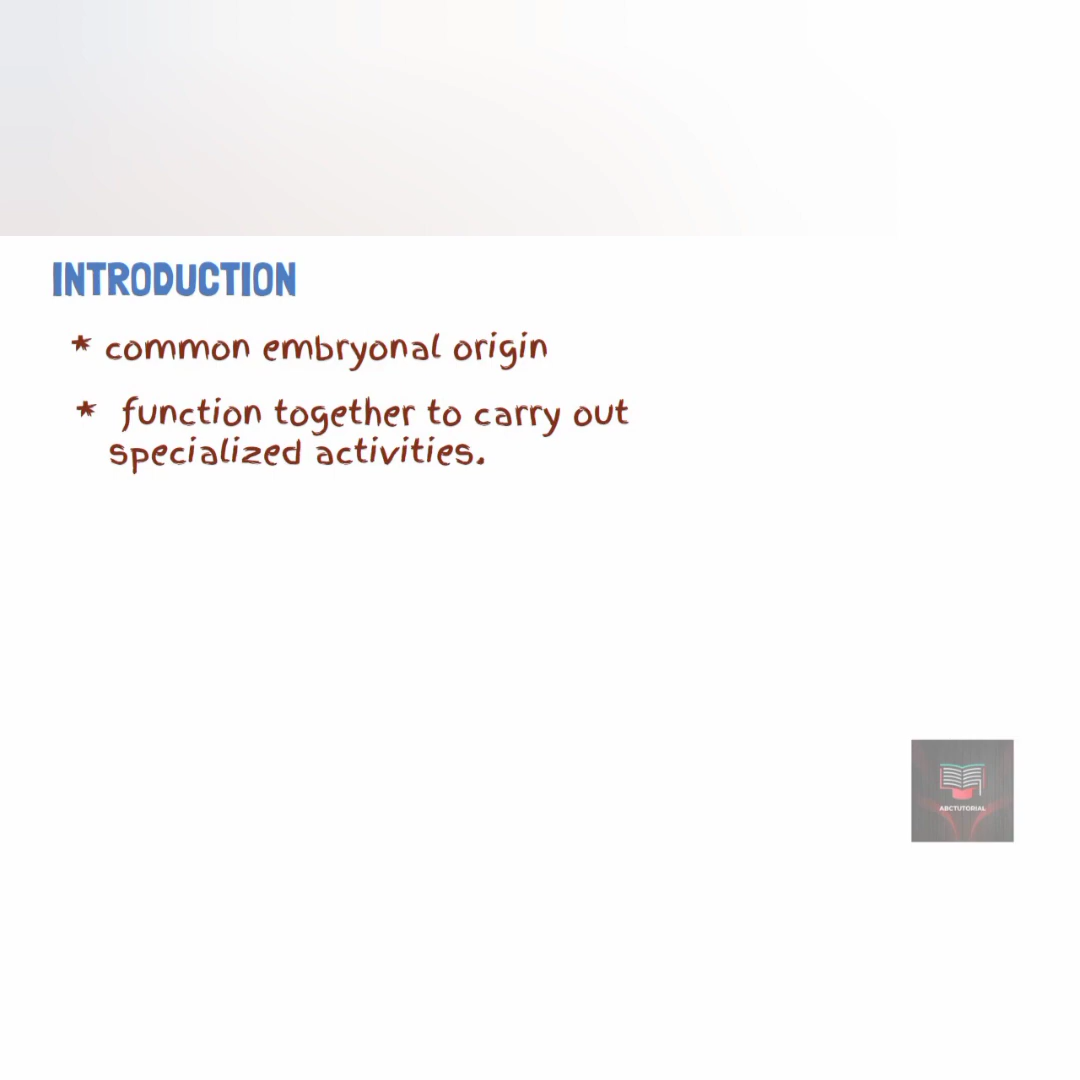 INTRODUCTION
* common embryonal origin
* function together to carry out
specialized activities.
ABCTUTORIAL